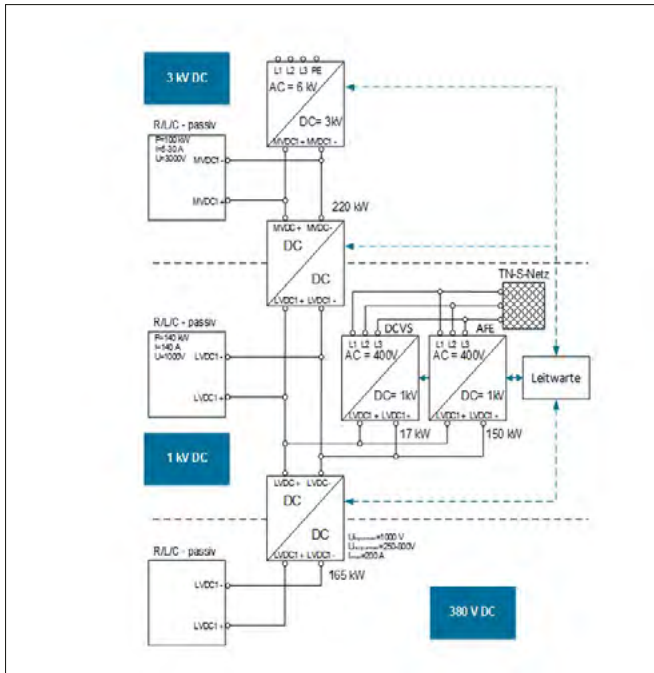 3 kV DC
L1 L2 L3 PE
AC = 6 kV
DC= 3kV
MVDC1+ MVDC1-
R/L/C - passiv
P=100 kW
I=5-30 A
U=3000V
MVDC1-
MVDC1+
220 kW
MVDC+ MVDC-
DC
DC
LVDC1+ LVDC1-
TN-S-Netz
R/L/C - passiv
P=140 kW
I=140 A
U=1000V
LVDC1-
LVDC1+
DCVS
L1 L2 L3
AC = 400V
DC= 1kV
LVDC1+ LVDC1-
17 kW
AFE
L1 L2 L3
AC = 400V
DC= 1kV
LVDC1+ LVDC1-
150 kW
Leitwarte
1 kV DC
LVDC+ LVDC-
DC
DC
LVDC1+ LVDC1-
165 kW
R/L/C - passiv
LVDC1-
LVDC1+
380 V DC